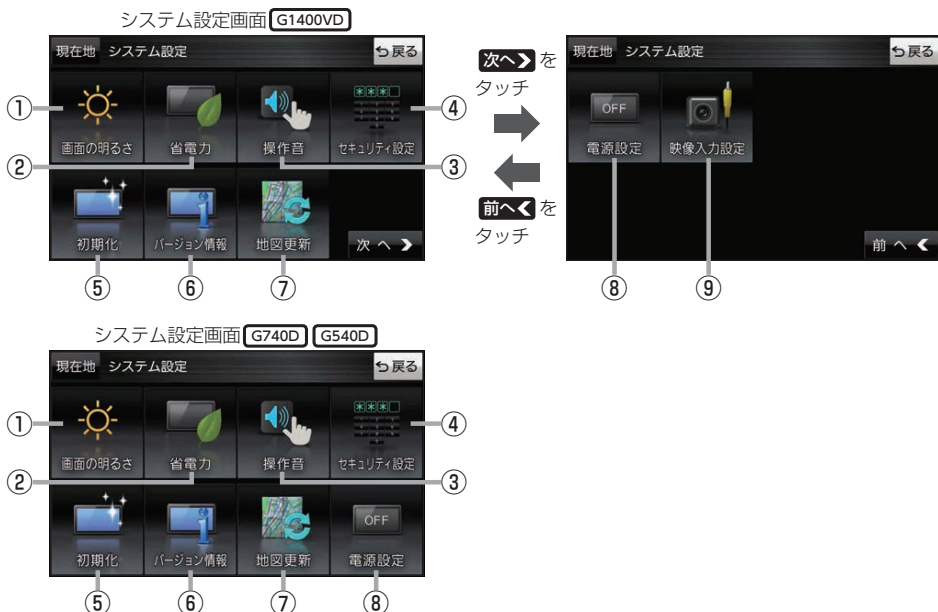 システム設定画面 G1400VD
現在地 システム設定 戻る
① 画面の明るさ
② 省電力
③ 操作音
④ セキュリティ設定
⑤ 初期化
⑥ バージョン情報
⑦ 地図更新
次へ
次へを
タッチ
前へを
タッチ
現在地 システム設定 戻る
OFF
⑧ 電源設定
⑨ 映像入力設定
前へ
システム設定画面 G740D G540D
現在地 システム設定 戻る
① 画面の明るさ
② 省電力
③ 操作音
④ セキュリティ設定
⑤ 初期化
⑥ バージョン情報
⑦ 地図更新
OFF
⑧ 電源設定